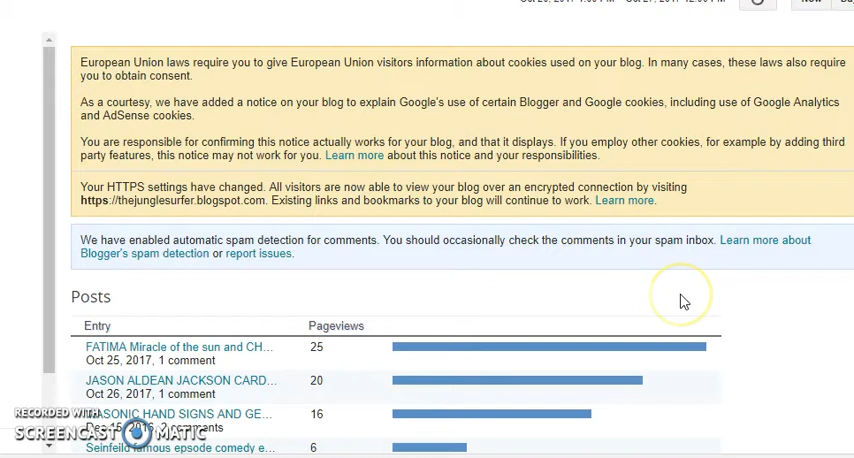 Now
European Union laws require you to give European Union visitors information about cookies used on your blog. In many cases, these laws also require
you to obtain consent.
As a courtesy, we have added a notice on your blog to explain Google's use of certain Blogger and Google cookies, including use of Google Analytics
and AdSense cookies.
You are responsible for confirming this notice actually works for your blog, and that it displays. If you employ other cookies, for example by adding third
party features, this notice may not work for you. Learn more about this notice and your responsibilities.
Your HTTPS settings have changed. All visitors are now able to view your blog over an encrypted connection by visiting
https://thejunglesurfer.blogspot.com. Existing links and bookmarks to your blog will continue to work. Learn more.
We have enabled automatic spam detection for comments. You should occasionally check the comments in your spam inbox. Learn more about
Blogger's spam detection or report issues.
Posts
Entry Pageviews
FATIMA Miracle of the sun and CH... 25
Oct 25, 2017, 1 comment
JASON ALDEAN JACKSON CARD... 20
Oct 26, 2017, 1 comment
MASONIC HAND SIGNS AND GE... 16
Dec 15, 2016, 2 comments
Seinfeild famous epsode comedy e... 6
RECORDED WITH
SCREENCAST MATIC